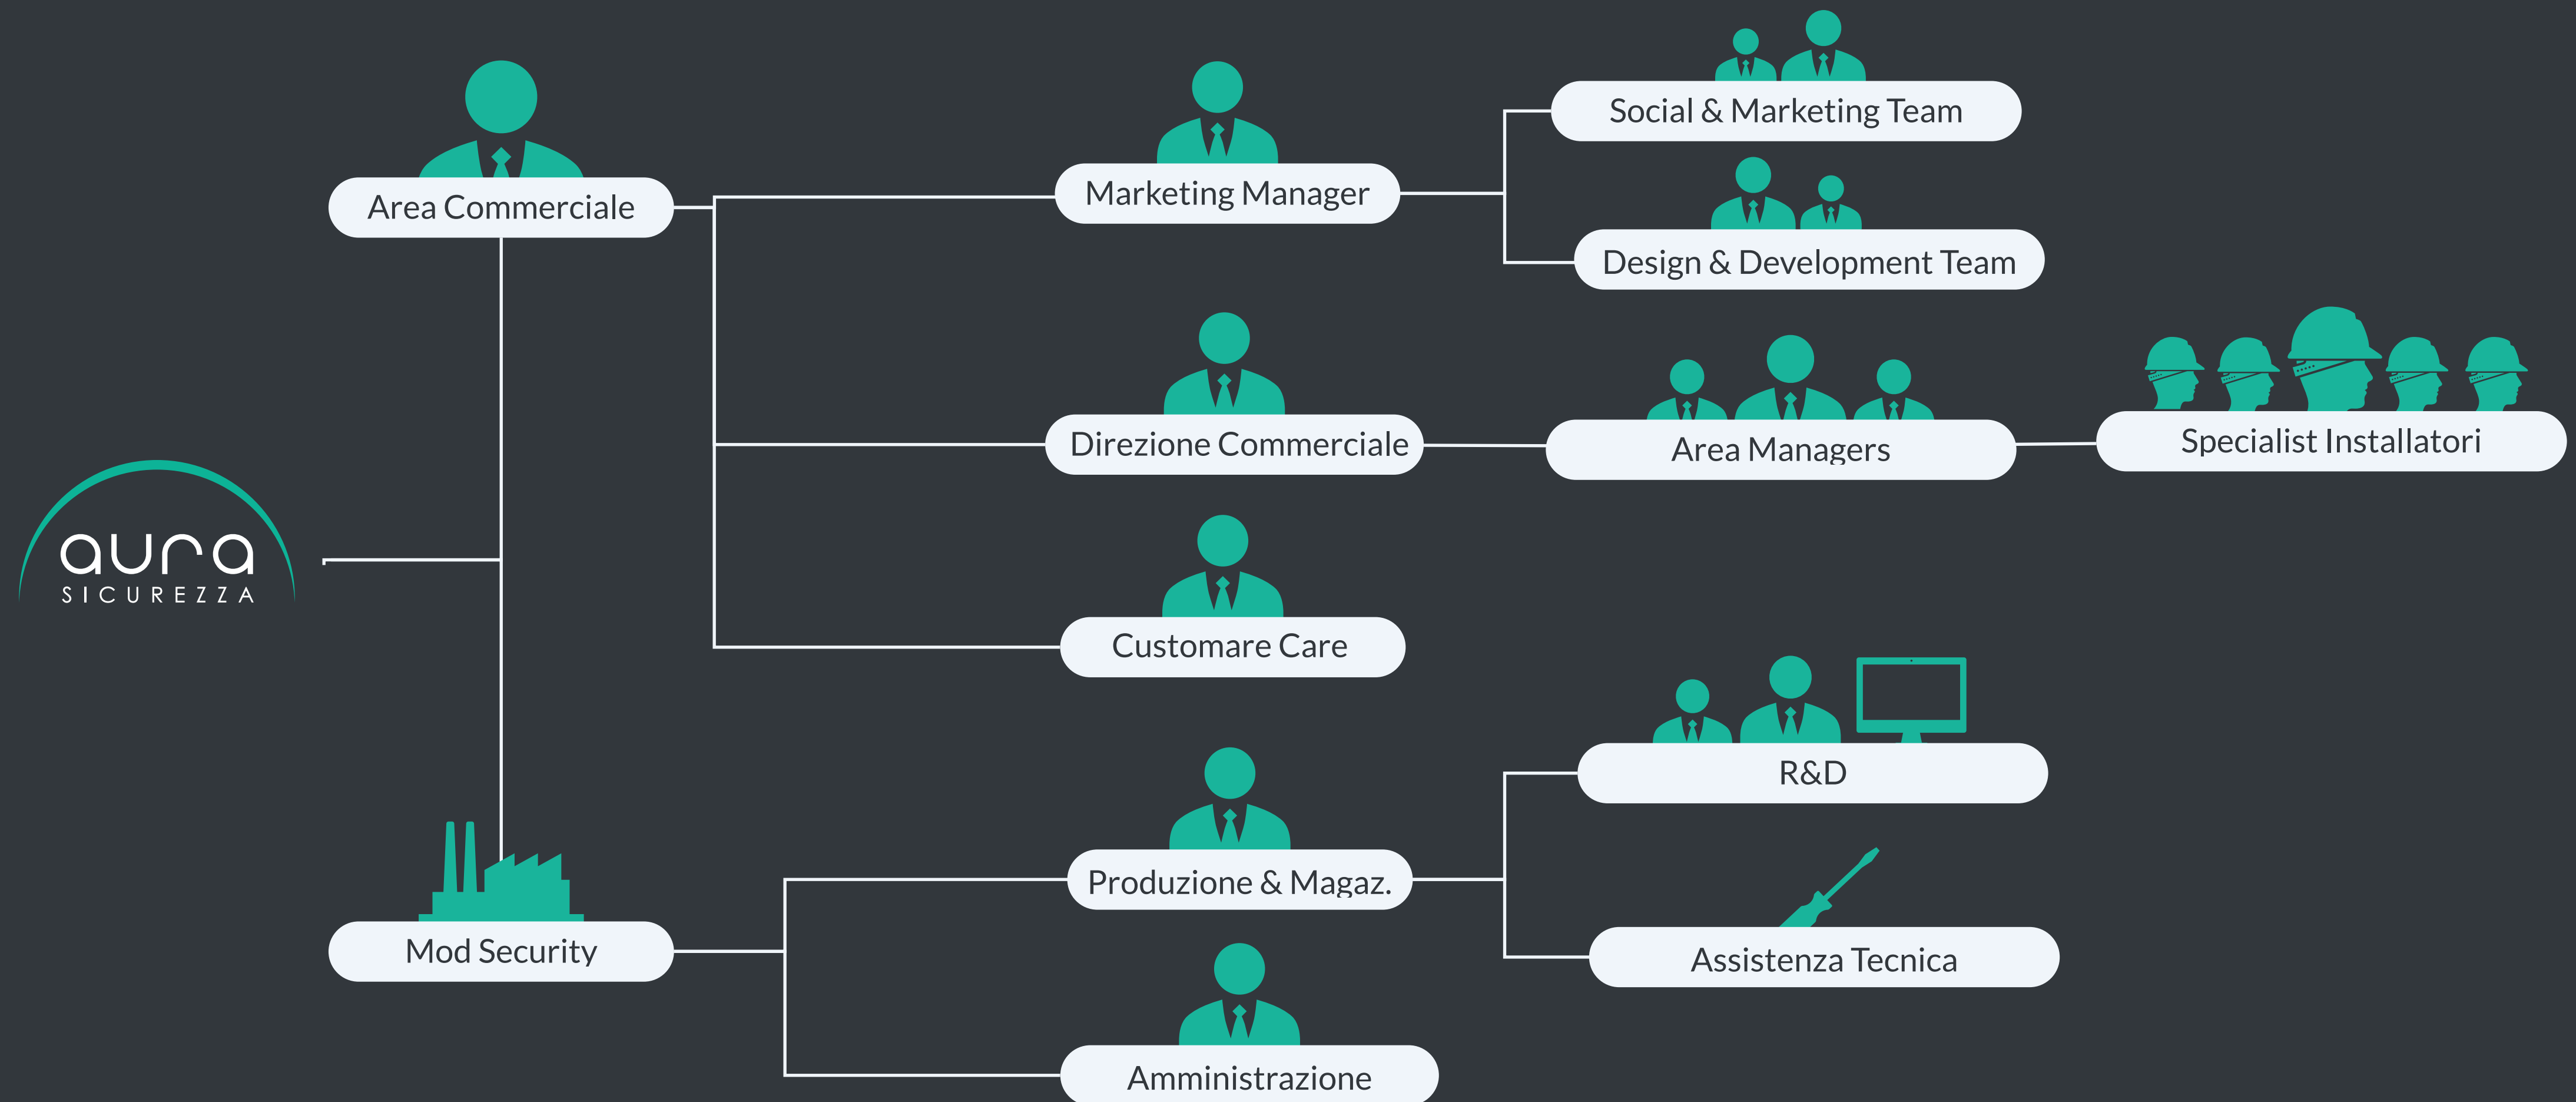 Social & Marketing Team
Area Commerciale
Marketing Manager
Design & Development Team
Direzione Commerciale
Area Managers
Specialist Installatori
aura
SICUREZZA
Customare Care
R&D
Produzione & Magaz.
Mod Security
Assistenza Tecnica
Amministrazione